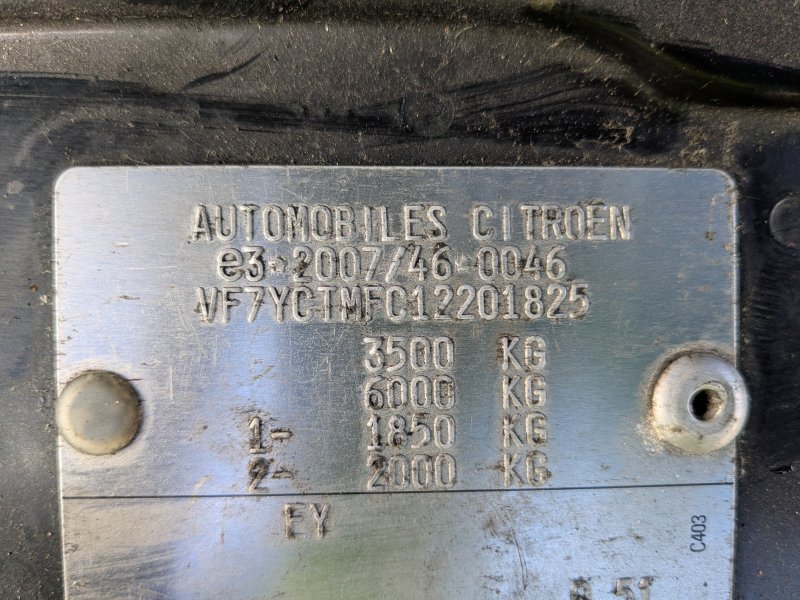 AUTOMOBILES CITROEN
e3*2007/46*0046
VF7YCTMFC12201825
3500 KG
6000 KG
1- 1850 KG
2- 2000 KG
EY
C403